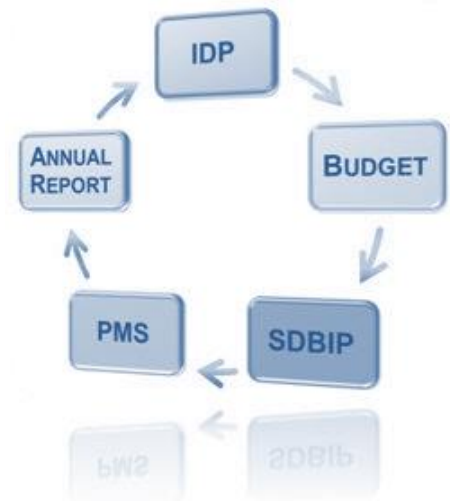 IDP
BUDGET
SDBIP
PMS
ANNUAL
REPORT